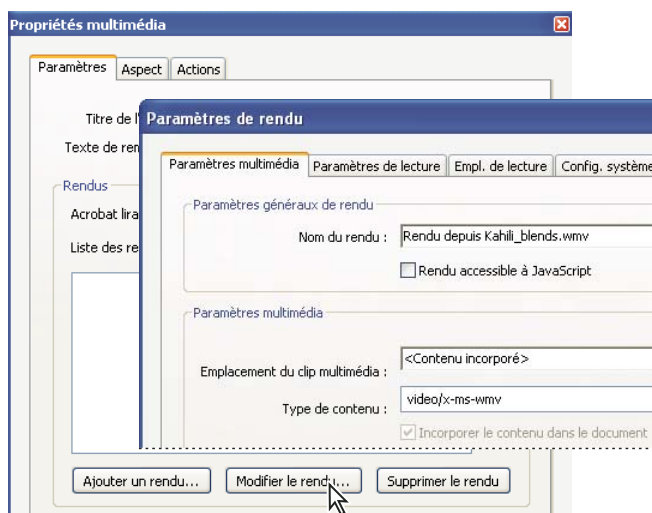 Propriétés multimédia
Paramètres Aspect Actions
Titre de l'
Texte de ren
Rendus
Acrobat lira
Liste des re
Paramètres de rendu
Paramètres multimédia Paramètres de lecture Empl. de lecture Config. système
Paramètres généraux de rendu
Nom du rendu : Rendu depuis Kahili_blends.wmv
Rendu accessible à JavaScript
Paramètres multimédia
Emplacement du clip multimédia : <Contenu incorporé>
Type de contenu : video/x-ms-wmv
Incorporer le contenu dans le document
Ajouter un rendu... Modifier le rendu... Supprimer le rendu